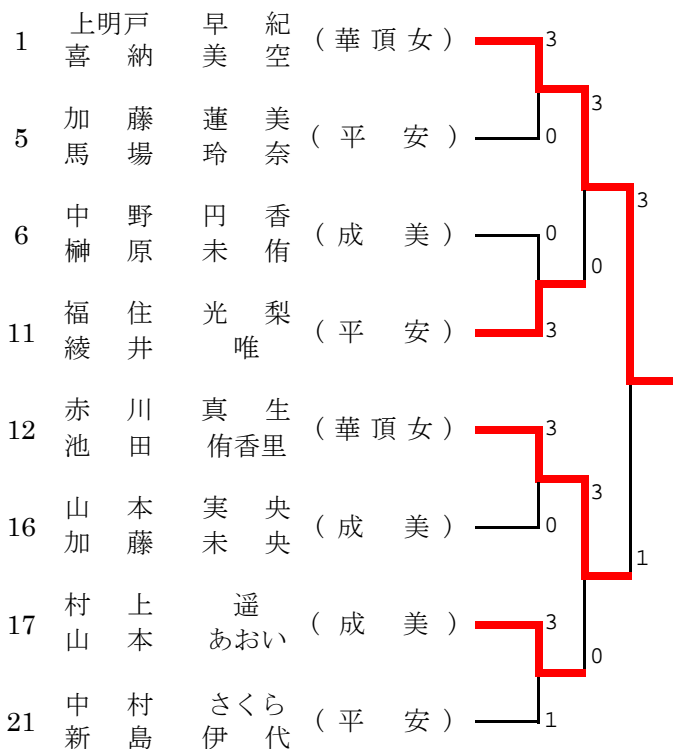 1 上明戸 早紀 (華頂女) 3
喜納 美空
3
5 加藤 蓮美 (平安) 0
馬場 玲奈
3
6 中野 円香 (成美) 0
榊原 未侑
0
11 福住 光梨 (平安) 3
綾井 唯
12 赤川 真生 (華頂女) 3
池田 侑香里
3
16 山本 実央 (成美) 0
加藤 未央
1
17 村上 遥 (成美) 3
山本 あおい
0
21 中村 さくら (平安) 1
新島 伊代